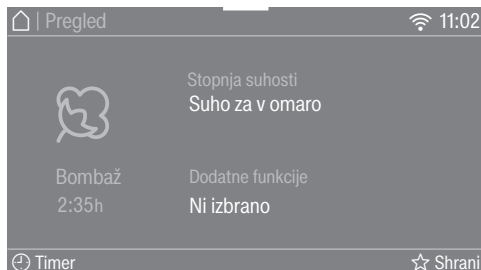 | Pregled
11:02
Stopnja suhosti
Suho za v omaro
Bombaž
2:35h
Dodatne funkcije
Ni izbrano
Timer
Shrani